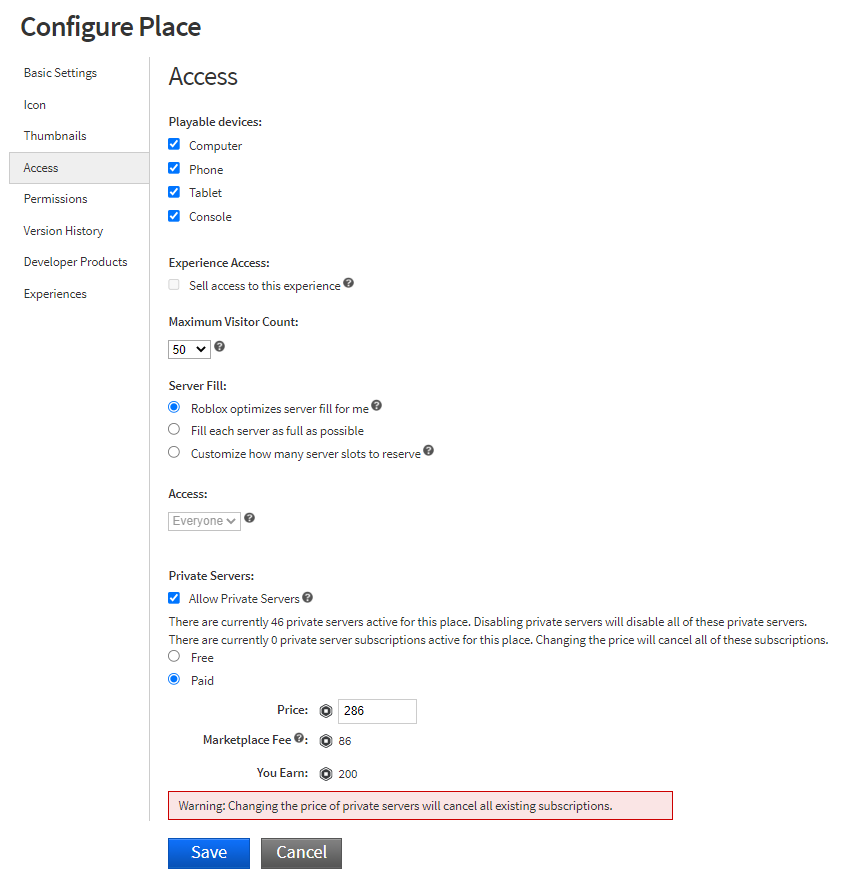 Configure Place
Basic Settings
Icon
Thumbnails
Access
Permissions
Version History
Developer Products
Experiences
Access
Playable devices:
Computer
Phone
Tablet
Console
Experience Access:
Sell access to this experience ?
Maximum Visitor Count:
50 ?
Server Fill:
Roblox optimizes server fill for me ?
Fill each server as full as possible
Customize how many server slots to reserve ?
Access:
Everyone ?
Private Servers:
Allow Private Servers ?
There are currently 46 private servers active for this place. Disabling private servers will disable all of these private servers.
There are currently 0 private server subscriptions active for this place. Changing the price will cancel all of these subscriptions.
Free
Paid
Price: 286
Marketplace Fee ?: 86
You Earn: 200
Warning: Changing the price of private servers will cancel all existing subscriptions.
Save Cancel